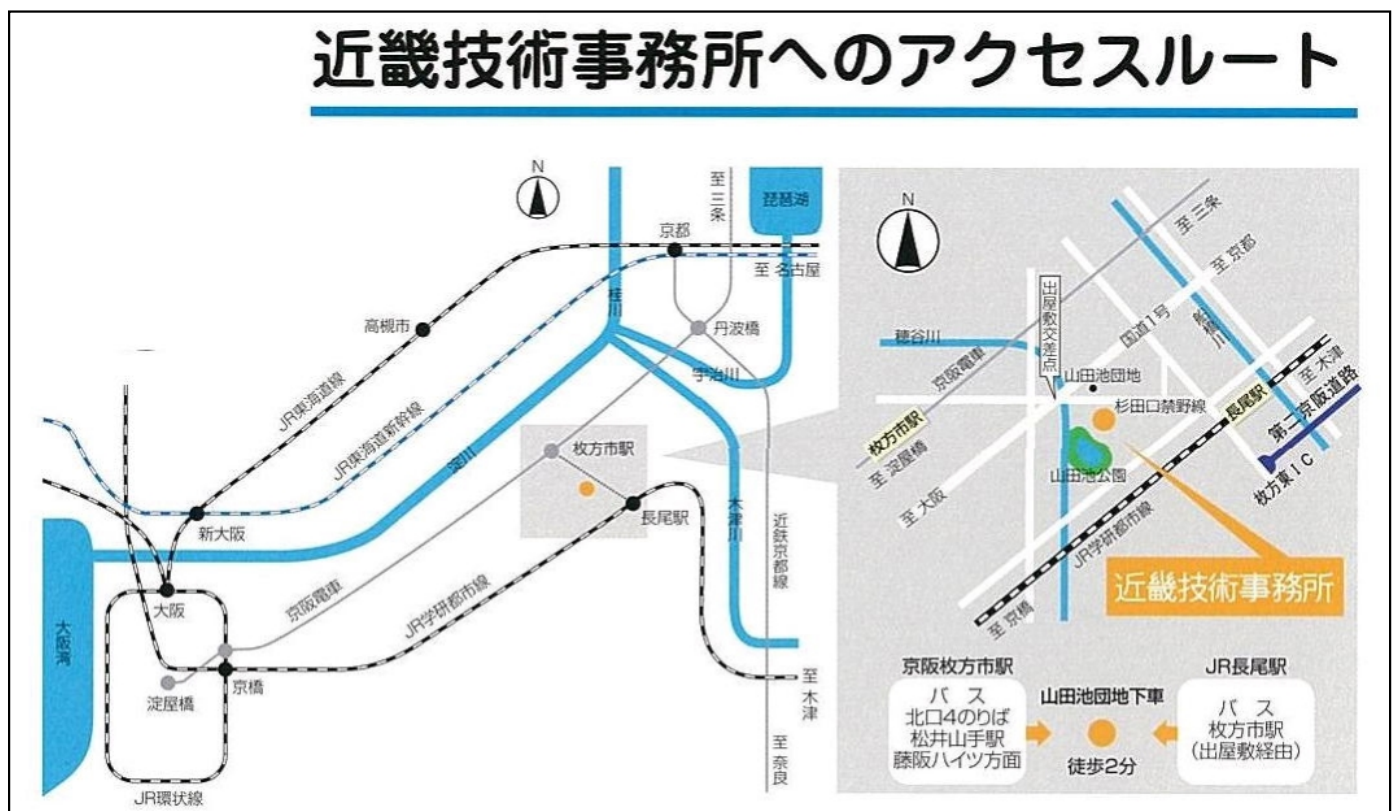 近畿技術事務所へのアクセスルート
N
至 三条
琵琶湖
京都
至 名古屋
桂川
高槻市
丹波橋
宇治川
JR東海道線
JR東海道新幹線
淀川
枚方市駅
長尾駅
新大阪
木津川
近鉄京都線
大阪
京阪電車
JR学研都市線
大阪湾
京橋
淀屋橋
至 木津
至 奈良
JR環状線
N
至 三条
至 京都
出屋敷交差点
国道1号
船橋川
穂谷川
京阪電車
山田池団地
至 木津
杉田口禁野線
長尾駅
第二京阪道路
枚方市駅
至 淀屋橋
山田池公園
枚方東IC
至 大阪
JR学研都市線
近畿技術事務所
至 京橋
京阪枚方市駅
バス
北口4のりば
松井山手駅
藤阪ハイツ方面
山田池団地下車
徒歩2分
JR長尾駅
バス
枚方市駅
(出屋敷経由)